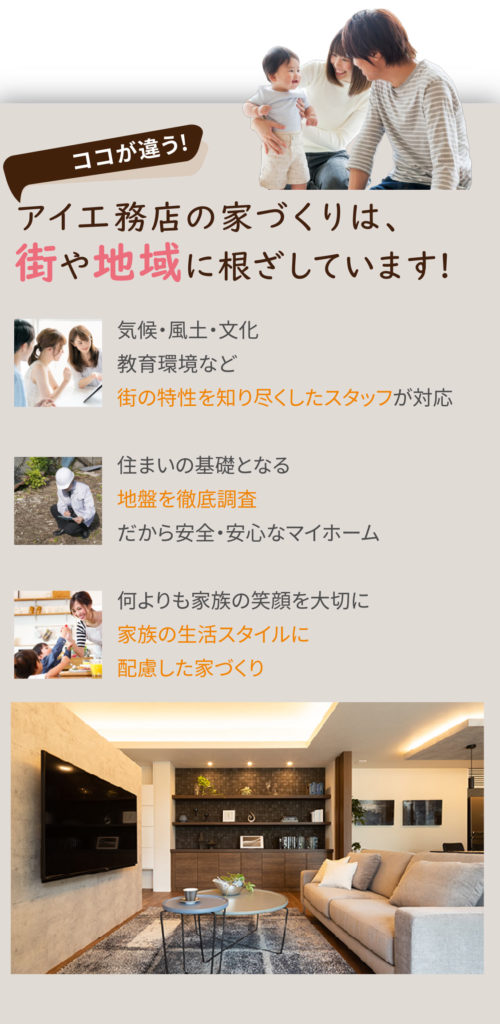 ココが違う!
アイ工務店の家づくりは、
街や地域に根ざしています!
気候・風土・文化
教育環境など
街の特性を知り尽くしたスタッフが対応
住まいの基礎となる
地盤を徹底調査
だから安全・安心なマイホーム
何よりも家族の笑顔を大切に
家族の生活スタイルに
配慮した家づくり